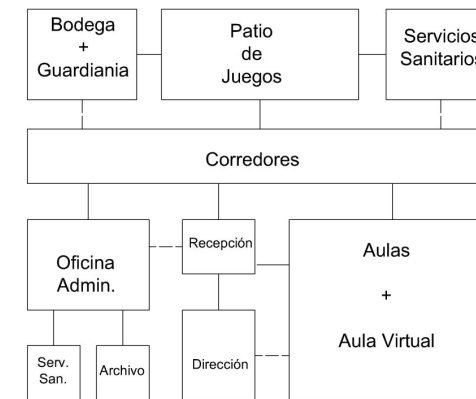 Bodega
+
Guardiania
Patio
de
Juegos
Servicios
Sanitarios
Corredores
Oficina
Admin.
Recepción
Aulas
+
Aula Virtual
Serv.
San.
Archivo
Dirección